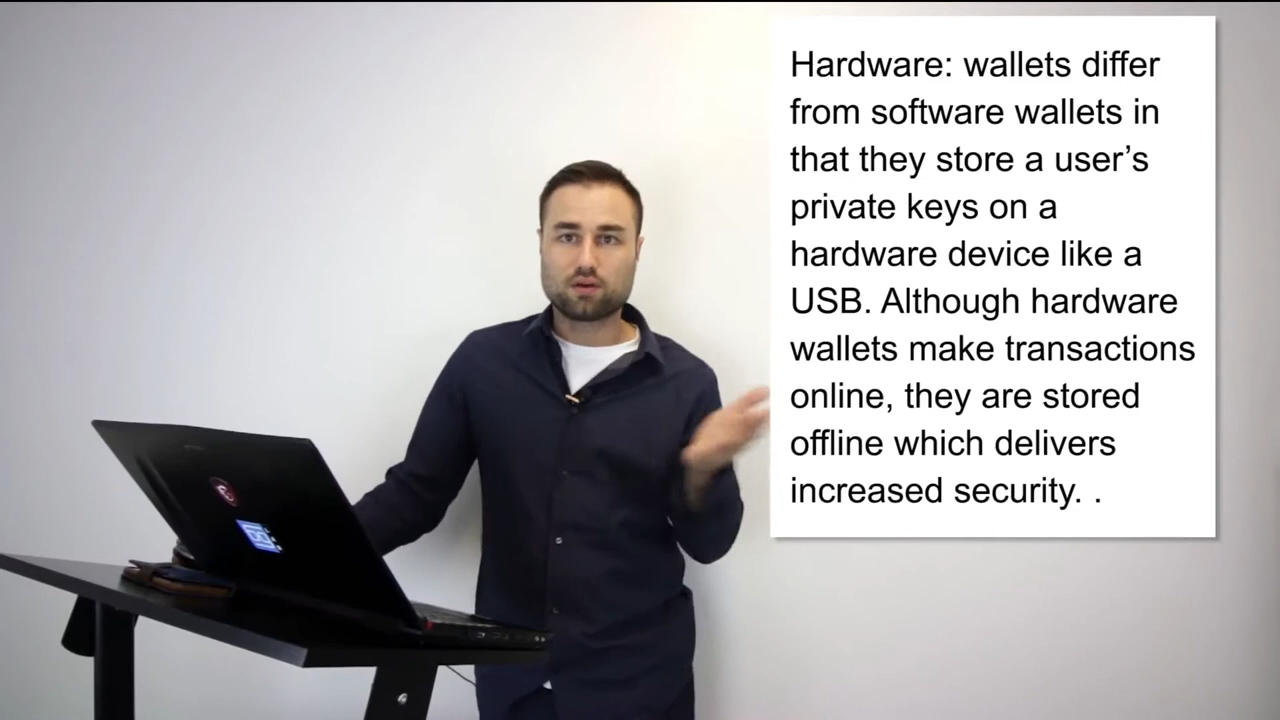 Hardware: wallets differ
from software wallets in
that they store a user’s
private keys on a
hardware device like a
USB. Although hardware
wallets make transactions
online, they are stored
offline which delivers
increased security. .